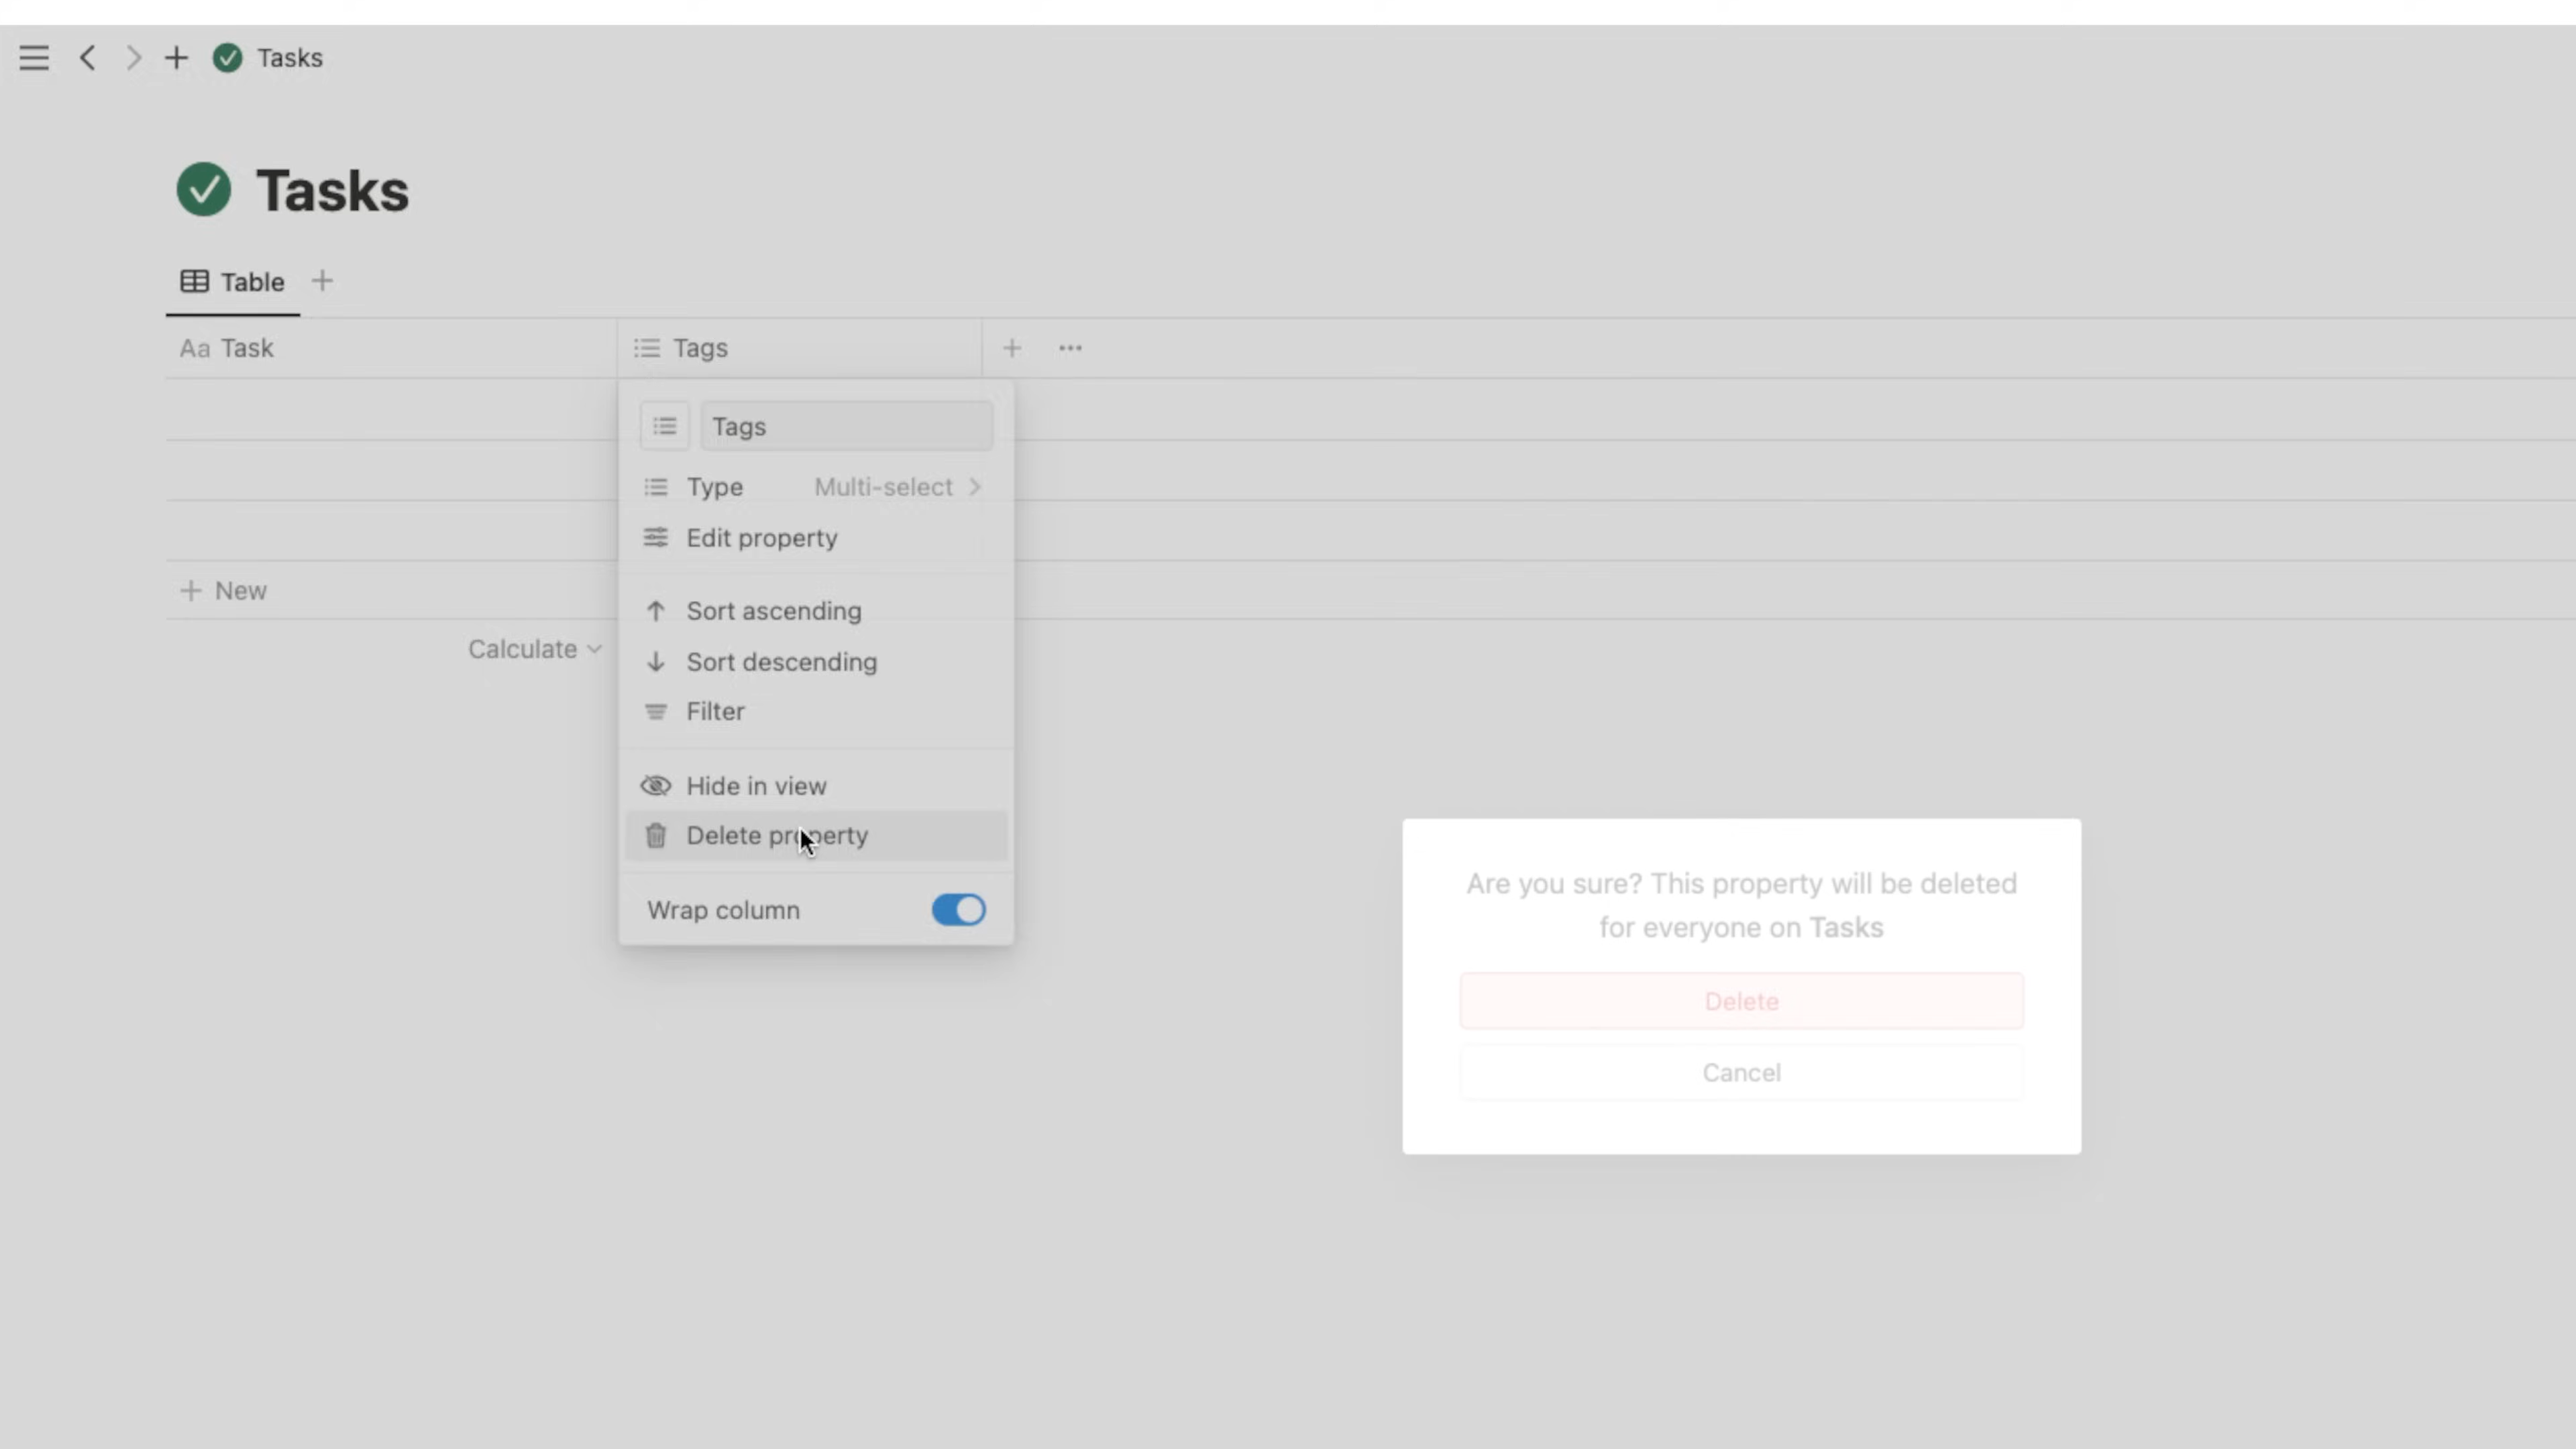 Tasks
Tasks
Table
Aa Task
Tags
Tags
Type Multi-select
Edit property
New
Sort ascending
Calculate
Sort descending
Filter
Hide in view
Delete property
Wrap column
Are you sure? This property will be deleted
for everyone on Tasks
Delete
Cancel